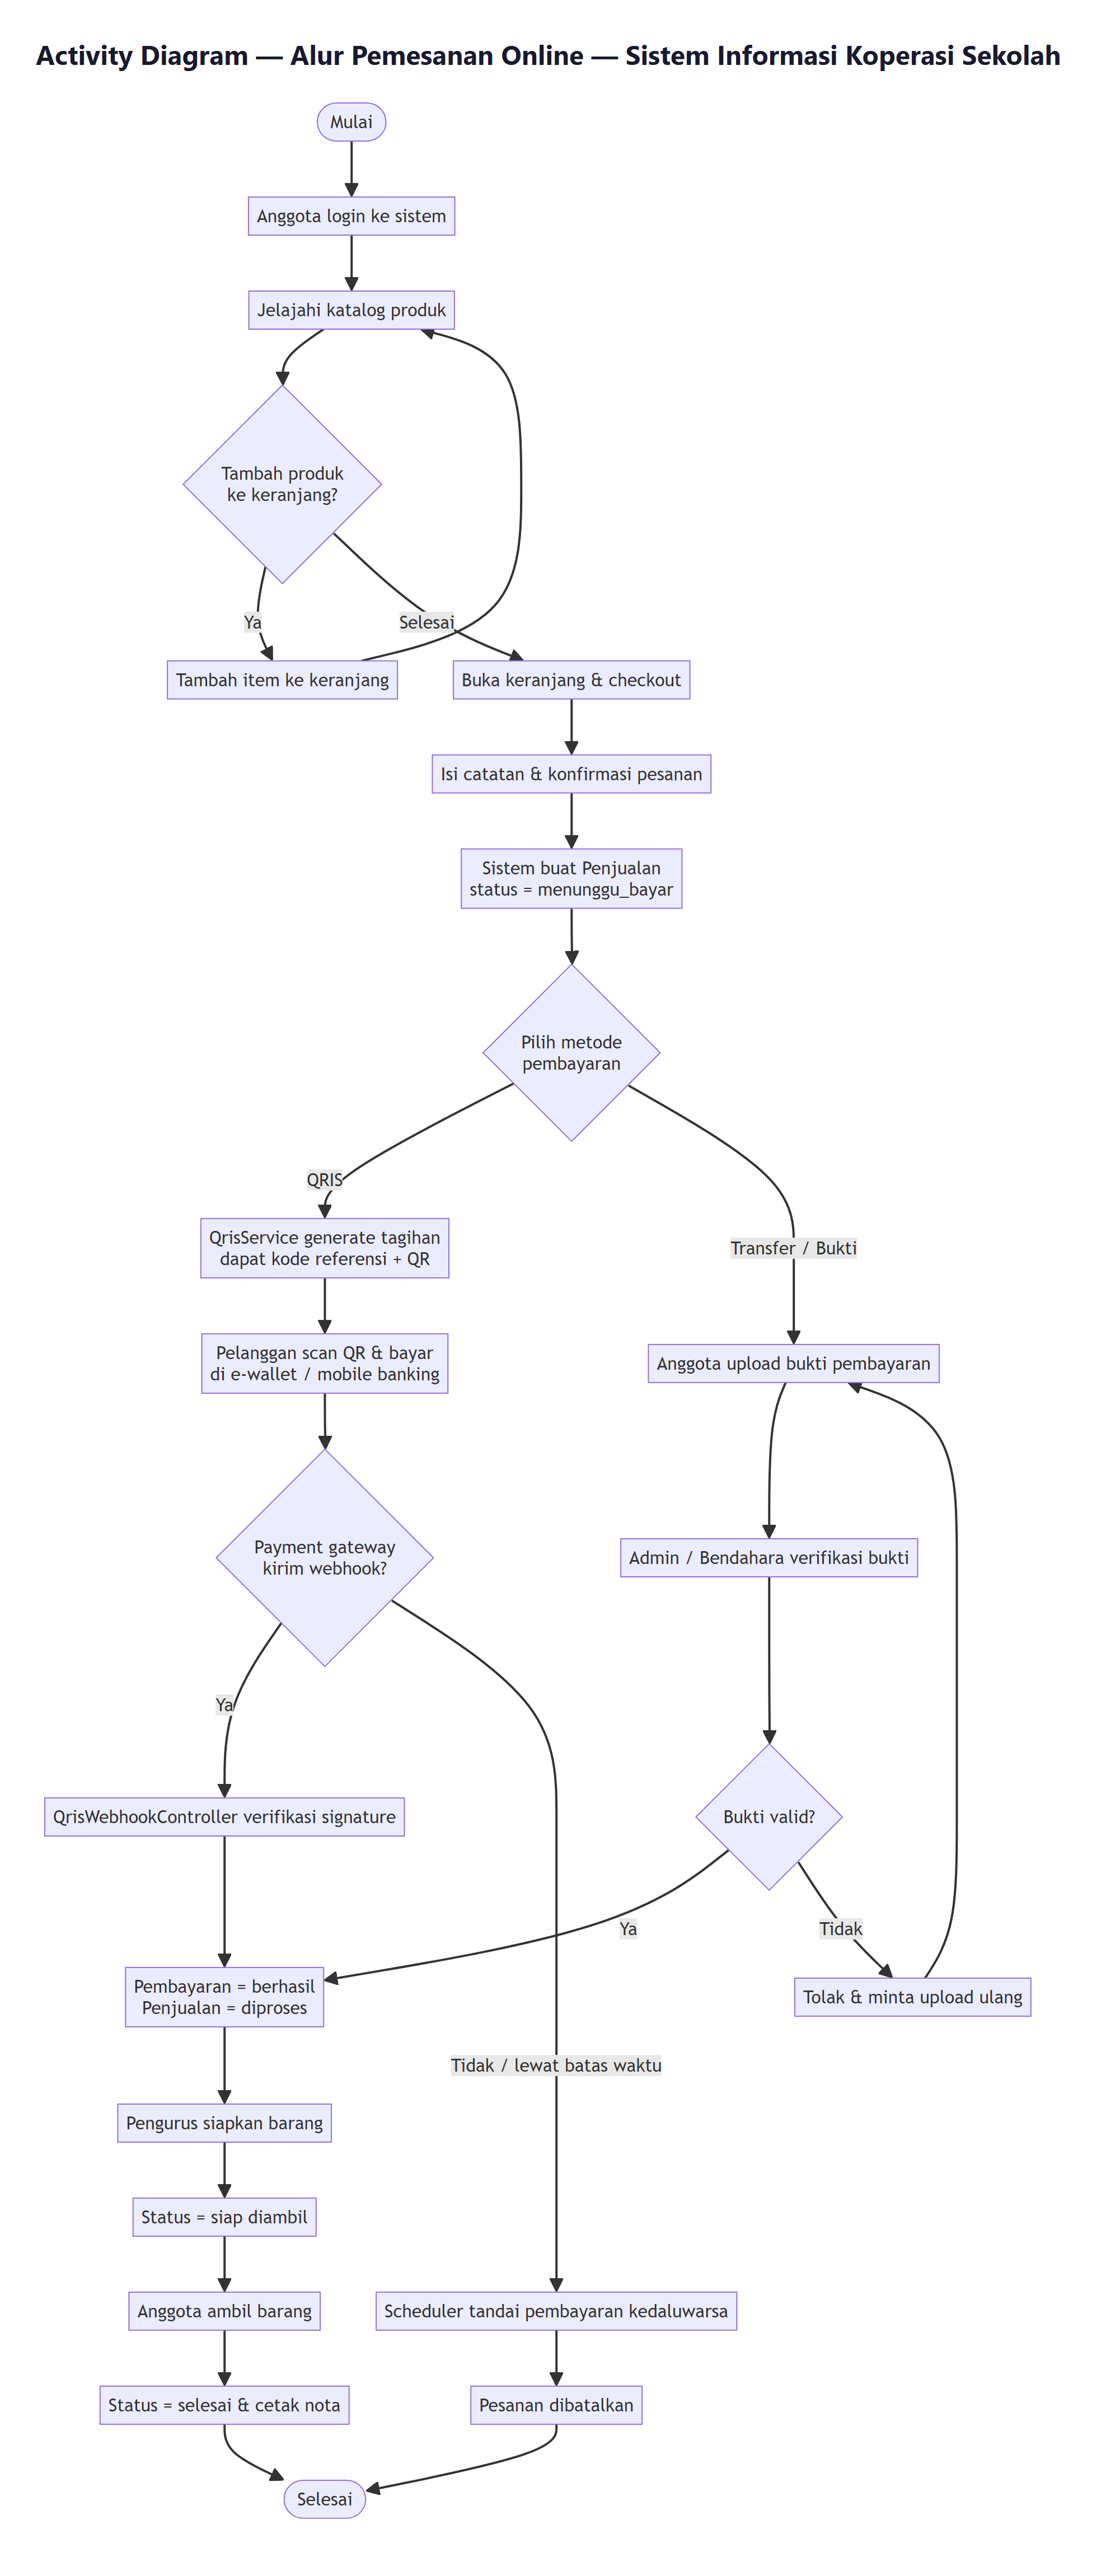 Activity Diagram — Alur Pemesanan Online — Sistem Informasi Koperasi Sekolah
Mulai
Anggota login ke sistem
Jelajahi katalog produk
Tambah produk
ke keranjang?
Ya
Selesai
Tambah item ke keranjang
Buka keranjang & checkout
Isi catatan & konfirmasi pesanan
Sistem buat Penjualan
status = menunggu_bayar
Pilih metode
pembayaran
QRIS
Transfer / Bukti
QrisService generate tagihan
dapat kode referensi + QR
Pelanggan scan QR & bayar
di e-wallet / mobile banking
Anggota upload bukti pembayaran
Payment gateway
kirim webhook?
Admin / Bendahara verifikasi bukti
Ya
QrisWebhookController verifikasi signature
Bukti valid?
Ya
Tidak
Pembayaran = berhasil
Penjualan = diproses
Tolak & minta upload ulang
Tidak / lewat batas waktu
Pengurus siapkan barang
Status = siap diambil
Anggota ambil barang
Scheduler tandai pembayaran kedaluwarsa
Status = selesai & cetak nota
Pesanan dibatalkan
Selesai